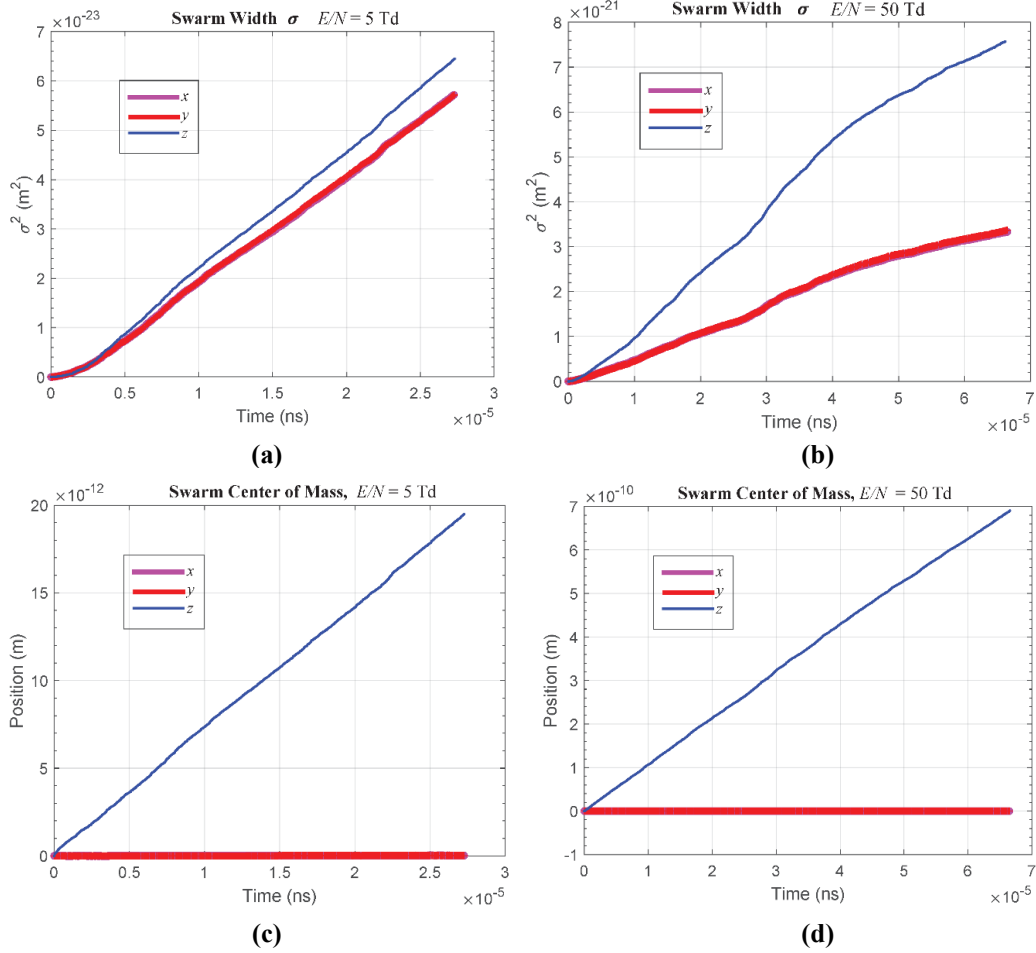 Swarm Width σ E/N = 5 Td
×10⁻²³
7
6
5
4
3
2
1
0
σ² (m²)
x
y
z
0 0.5 1 1.5 2 2.5 3
Time (ns) ×10⁻⁵
(a)
Swarm Width σ E/N = 50 Td
×10⁻²¹
8
7
6
5
4
3
2
1
0
σ² (m²)
x
y
z
0 1 2 3 4 5 6 7
Time (ns) ×10⁻⁵
(b)
Swarm Center of Mass, E/N = 5 Td
×10⁻¹²
20
15
10
5
0
Position (m)
x
y
z
0 0.5 1 1.5 2 2.5 3
Time (ns) ×10⁻⁵
(c)
Swarm Center of Mass, E/N = 50 Td
×10⁻¹⁰
7
6
5
4
3
2
1
0
-1
Position (m)
x
y
z
0 1 2 3 4 5 6 7
Time (ns) ×10⁻⁵
(d)